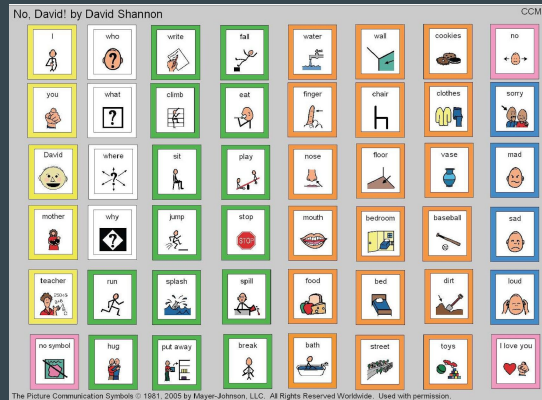 No, David! by David Shannon CCM
I who write fall water wall cookies no
you what climb eat finger chair clothes sorry
David where sit play nose floor vase mad
mother why jump stop mouth bedroom baseball sad
STOP
teacher run splash spill food bed dirt loud
no symbol hug put away break bath street toys I love you
The Picture Communication Symbols © 1981, 2005 by Mayer-Johnson, LLC. All Rights Reserved Worldwide. Used with permission.